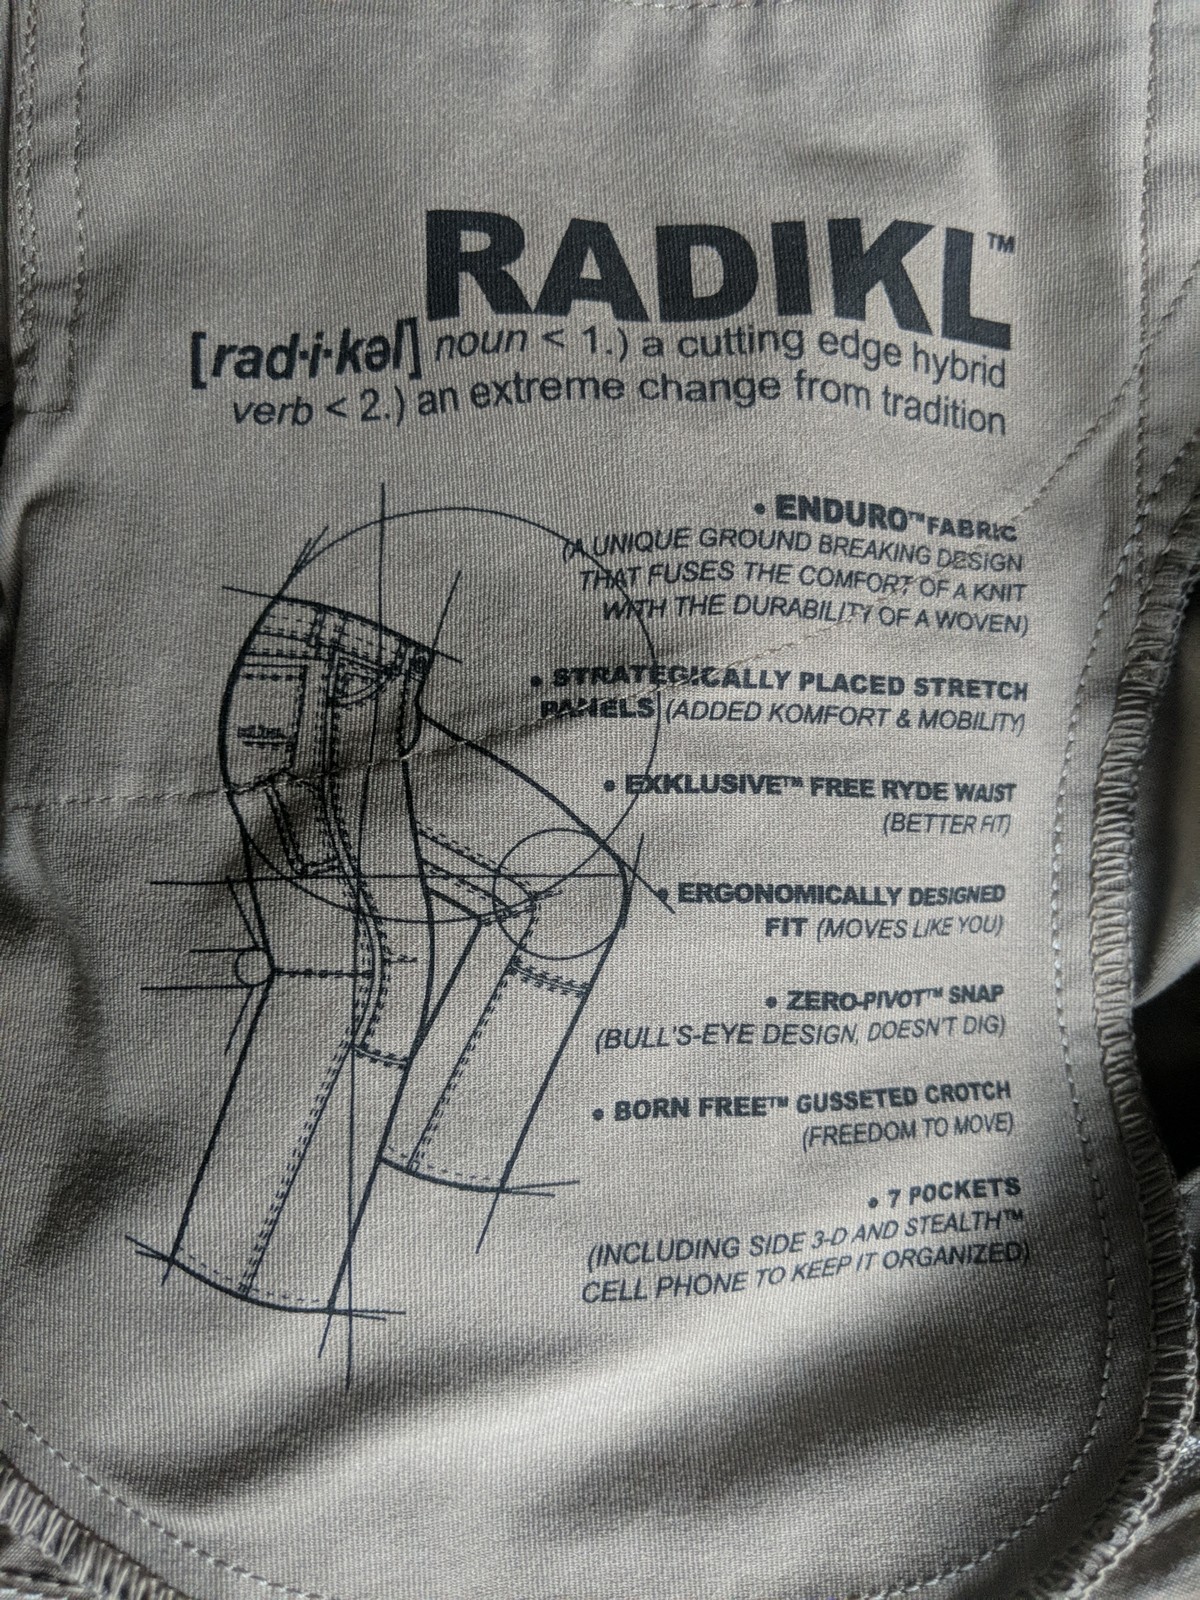 RADIKL™
[rad·i·kəl] noun < 1.) a cutting edge hybrid
verb < 2.) an extreme change from tradition
• ENDURO™ FABRIC
(A UNIQUE GROUND BREAKING DESIGN
THAT FUSES THE COMFORT OF A KNIT
WITH THE DURABILITY OF A WOVEN)
• STRATEGICALLY PLACED STRETCH
PANELS (ADDED KOMFORT & MOBILITY)
• EXKLUSIVE™ FREE RYDE WAIST
(BETTER FIT)
• ERGONOMICALLY DESIGNED
FIT (MOVES LIKE YOU)
• ZERO-PIVOT™ SNAP
(BULL'S-EYE DESIGN, DOESN'T DIG)
• BORN FREE™ GUSSETED CROTCH
(FREEDOM TO MOVE)
• 7 POCKETS
(INCLUDING SIDE 3-D AND STEALTH™
CELL PHONE TO KEEP IT ORGANIZED)